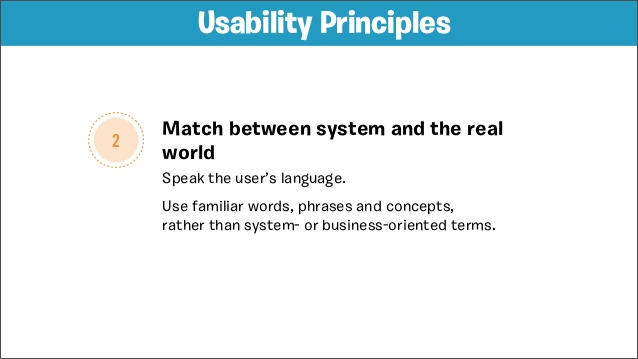 Usability Principles
2
Match between system and the real
world
Speak the user's language.
Use familiar words, phrases and concepts,
rather than system- or business-oriented terms.